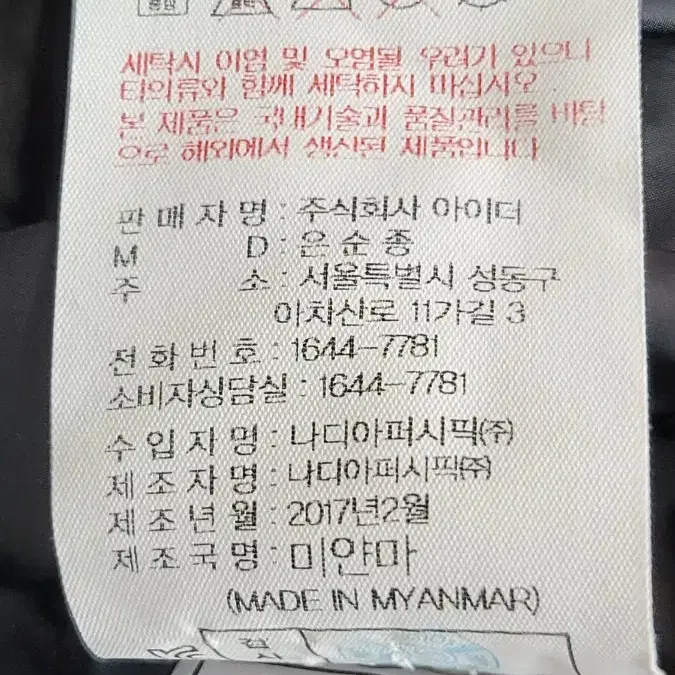 세탁시 이염 및 오염될 우려가 있으니
타의류와 함께 세탁하지 마십시오
본 제품은 국내기술과 품질관리를 바탕
으로 해외에서 생산된 제품입니다
판 매 자 명 : 주식회사 아이더
M D : 은 순 종
주 소 : 서울특별시 성동구
아차산로 11가길 3
전 화 번 호 : 1644-7781
소비자상담실 : 1644-7781
수 입 자 명 : 나디아퍼시픽(주)
제 조 자 명 : 나디아퍼시픽(주)
제 조 년 월 : 2017년2월
제 조 국 명 : 미얀마
(MADE IN MYANMAR)